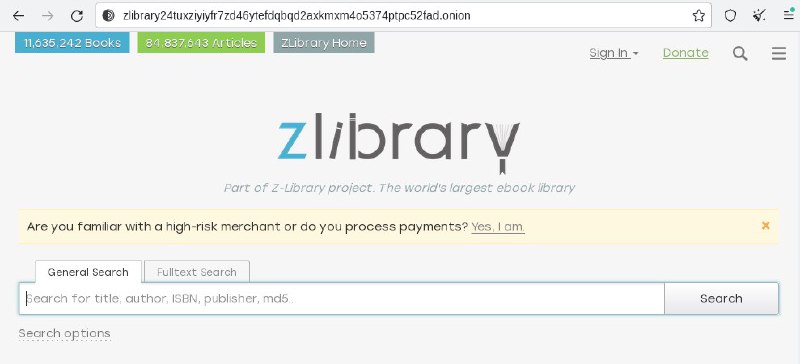 zlibrary24tuxziyiyfr7zd46ytefdqbqd2axkmxm4o5374ptpc52fad.onion
11,635,242 Books 84,837,643 Articles ZLibrary Home
Sign In Donate
zlibrary
Part of Z-Library project. The world's largest ebook library
Are you familiar with a high-risk merchant or do you process payments? Yes, I am.
General Search Fulltext Search
Search for title, author, ISBN, publisher, md5... Search
Search options